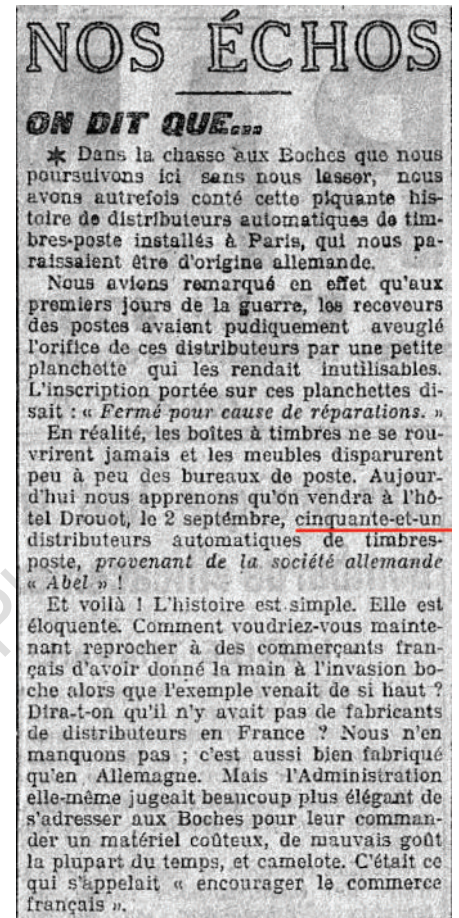 NOS ÉCHOS
ON DIT QUE...
* Dans la chasse aux Boches que nous
poursuivons ici sans nous lasser, nous
avons autrefois conté cette piquante his-
toire de distributeurs automatiques de tim-
bres-poste installés à Paris, qui nous pa-
raissaient être d'origine allemande.
Nous avions remarqué en effet qu'aux
premiers jours de la guerre, les receveurs
des postes avaient pudiquement aveuglé
l'orifice de ces distributeurs par une petite
planchette qui les rendait inutilisables.
L'inscription portée sur ces planchettes di-
sait : « Fermé pour cause de réparations. »
En réalité, les boîtes à timbres ne se rou-
vrirent jamais et les meubles disparurent
peu à peu des bureaux de poste. Aujour-
d'hui nous apprenons qu'on vendra à l'hô-
tel Drouot, le 2 septembre, cinquante-et-un
distributeurs automatiques de timbres-
poste, provenant de la société allemande
« Abel » !
Et voilà ! L'histoire est simple. Elle est
éloquente. Comment voudriez-vous mainte-
nant reprocher à des commerçants fran-
çais d'avoir donné la main à l'invasion bo-
che alors que l'exemple venait de si haut ?
Dira-t-on qu'il n'y avait pas de fabricants
de distributeurs en France ? Nous n'en
manquons pas ; c'est aussi bien fabriqué
qu'en Allemagne. Mais l'Administration
elle-même jugeait beaucoup plus élégant de
s'adresser aux Boches pour leur comman-
der un matériel coûteux, de mauvais goût
la plupart du temps, et camelote. C'était ce
qui s'appelait « encourager le commerce
français ».